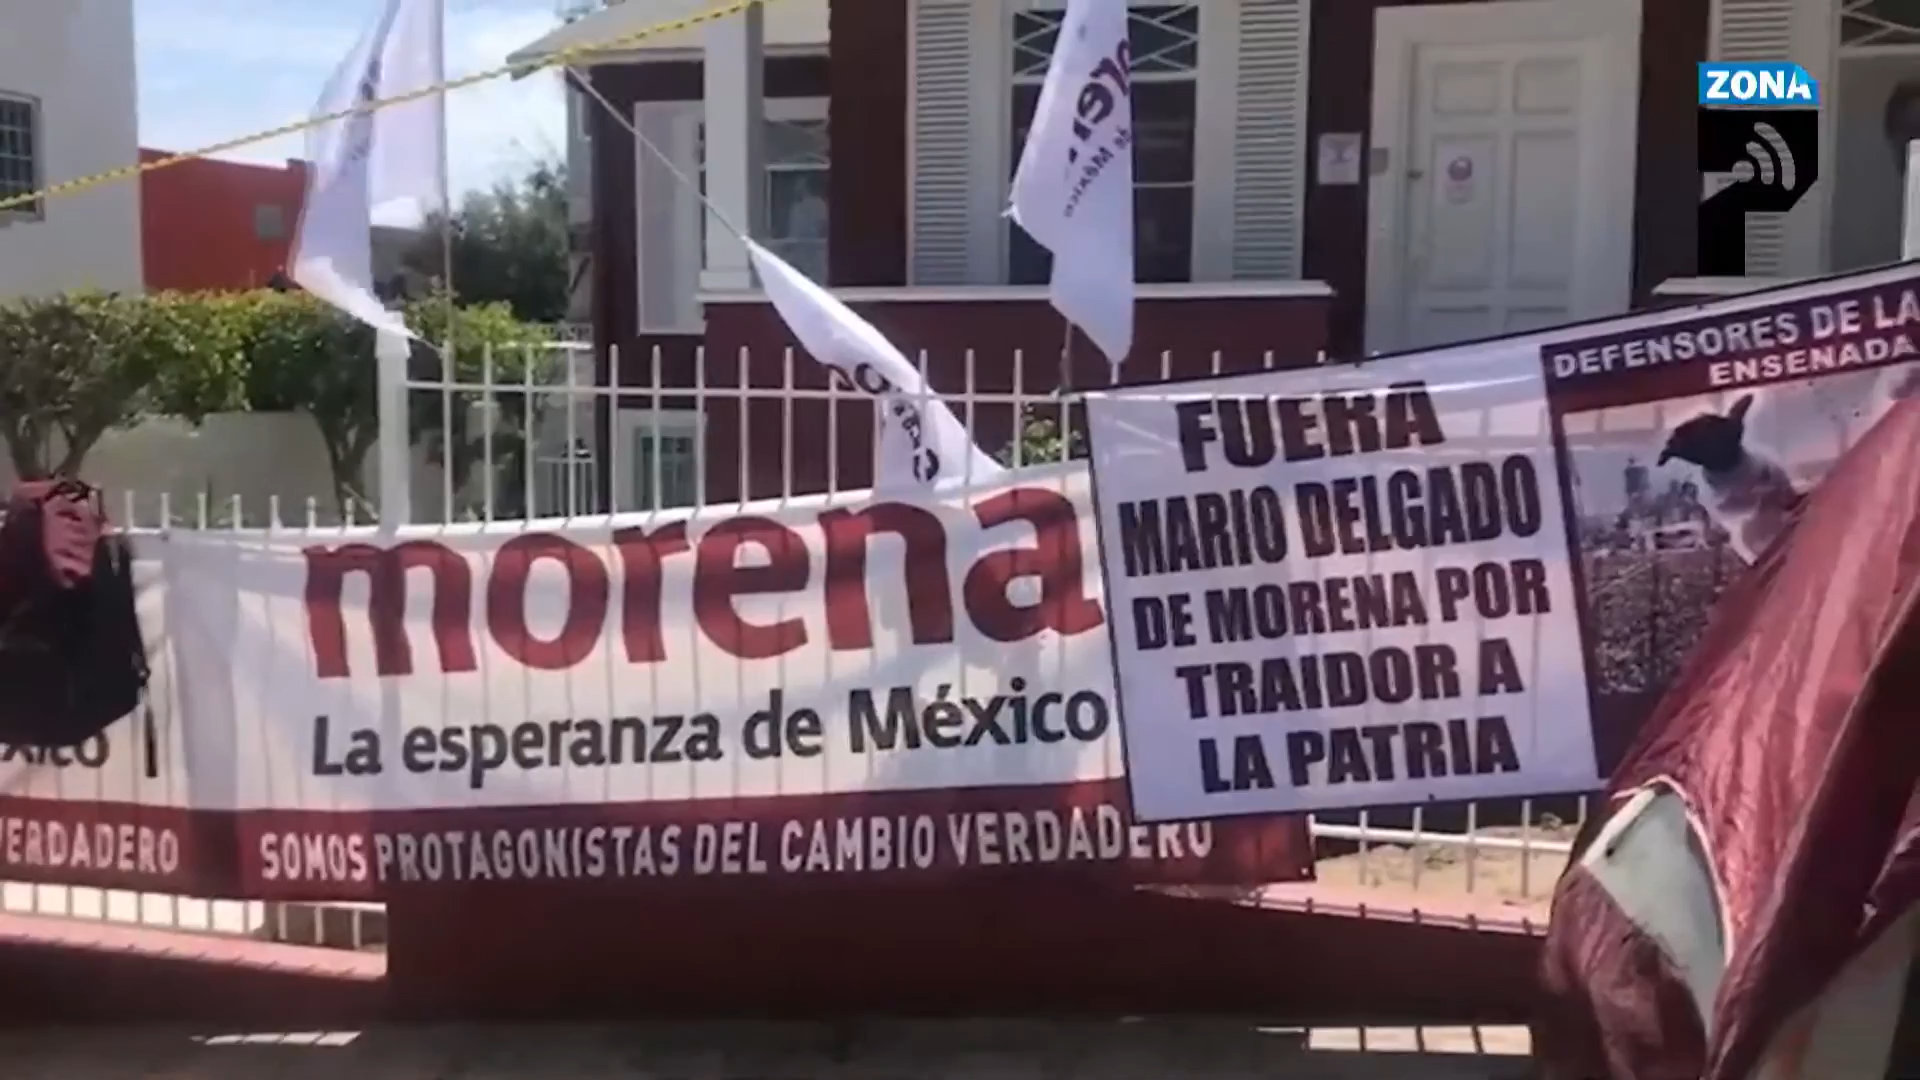 ZONA
DEFENSORES DE LA
ENSENADA
FUERA
MARIO DELGADO
DE MORENA POR
TRAIDOR A
LA PATRIA
morena
La esperanza de México
SOMOS PROTAGONISTAS DEL CAMBIO VERDADERO
VERDADERO